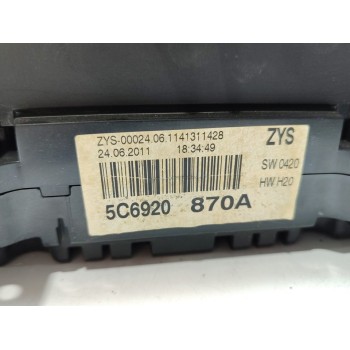 ZYS-00024.06.1141311428 ZYS
24.06.2011 18:34:49
SW 0420
HW H20
5C6920 870A